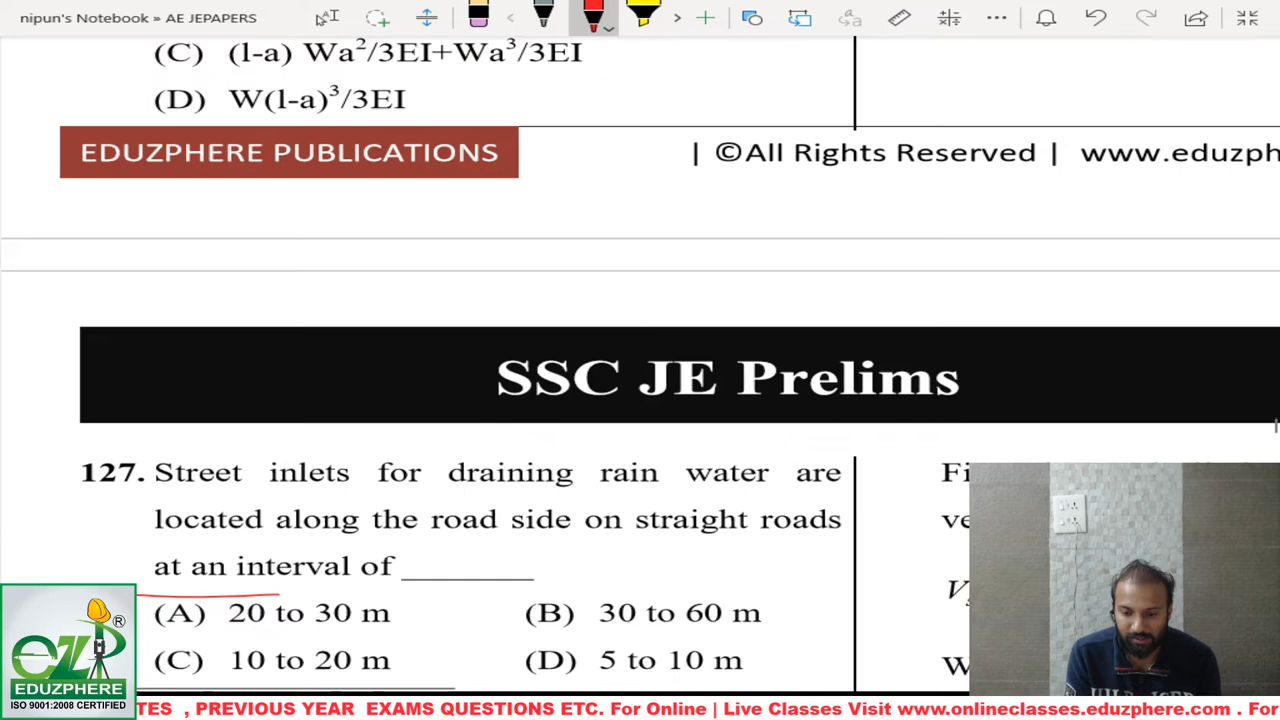 nipun's Notebook » AE JEPAPERS
(C) (l-a) Wa²/3EI+Wa³/3EI
(D) W(l-a)³/3EI
EDUZPHERE PUBLICATIONS
| ©All Rights Reserved | www.eduzph
SSC JE Prelims
127. Street inlets for draining rain water are
located along the road side on straight roads
at an interval of ________
(A) 20 to 30 m (B) 30 to 60 m
(C) 10 to 20 m (D) 5 to 10 m
Fi
ve
W
®
EZP
EDUZPHERE
ISO 9001:2008 CERTIFIED
TES , PREVIOUS YEAR EXAMS QUESTIONS ETC. For Online | Live Classes Visit www.onlineclasses.eduzphere.com . For